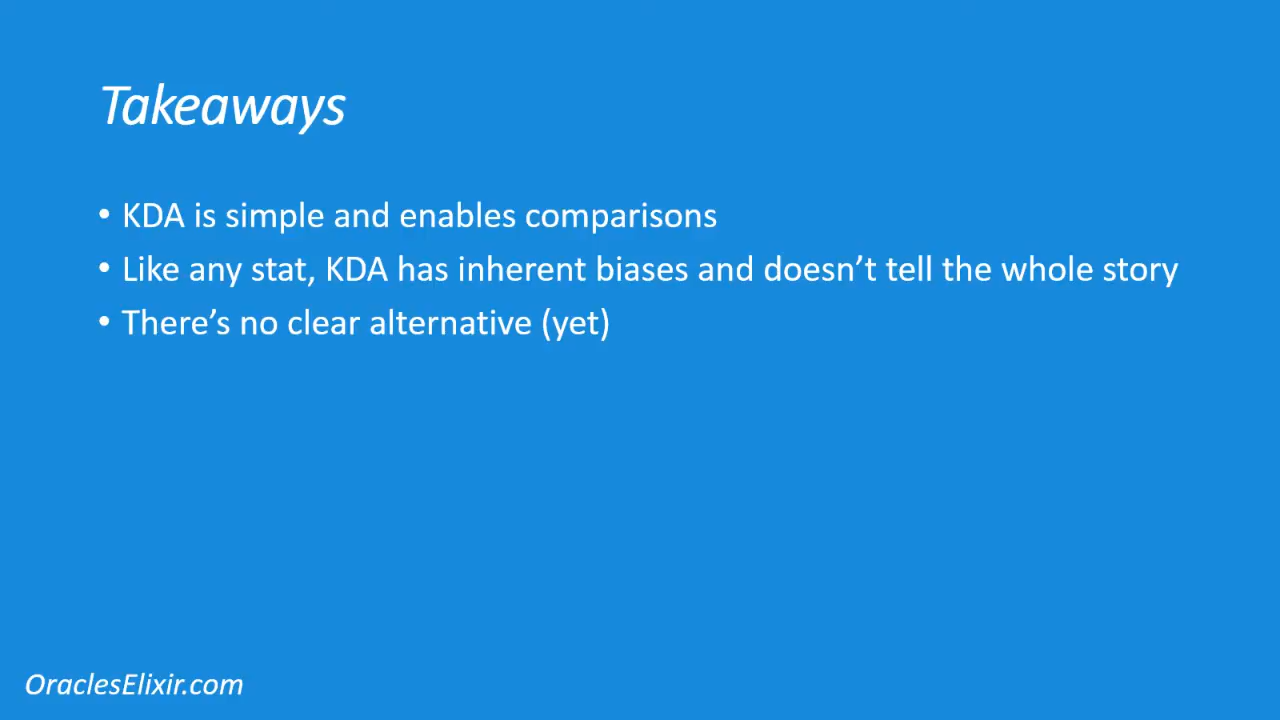 Takeaways
• KDA is simple and enables comparisons
• Like any stat, KDA has inherent biases and doesn’t tell the whole story
• There’s no clear alternative (yet)
OraclesElixir.com